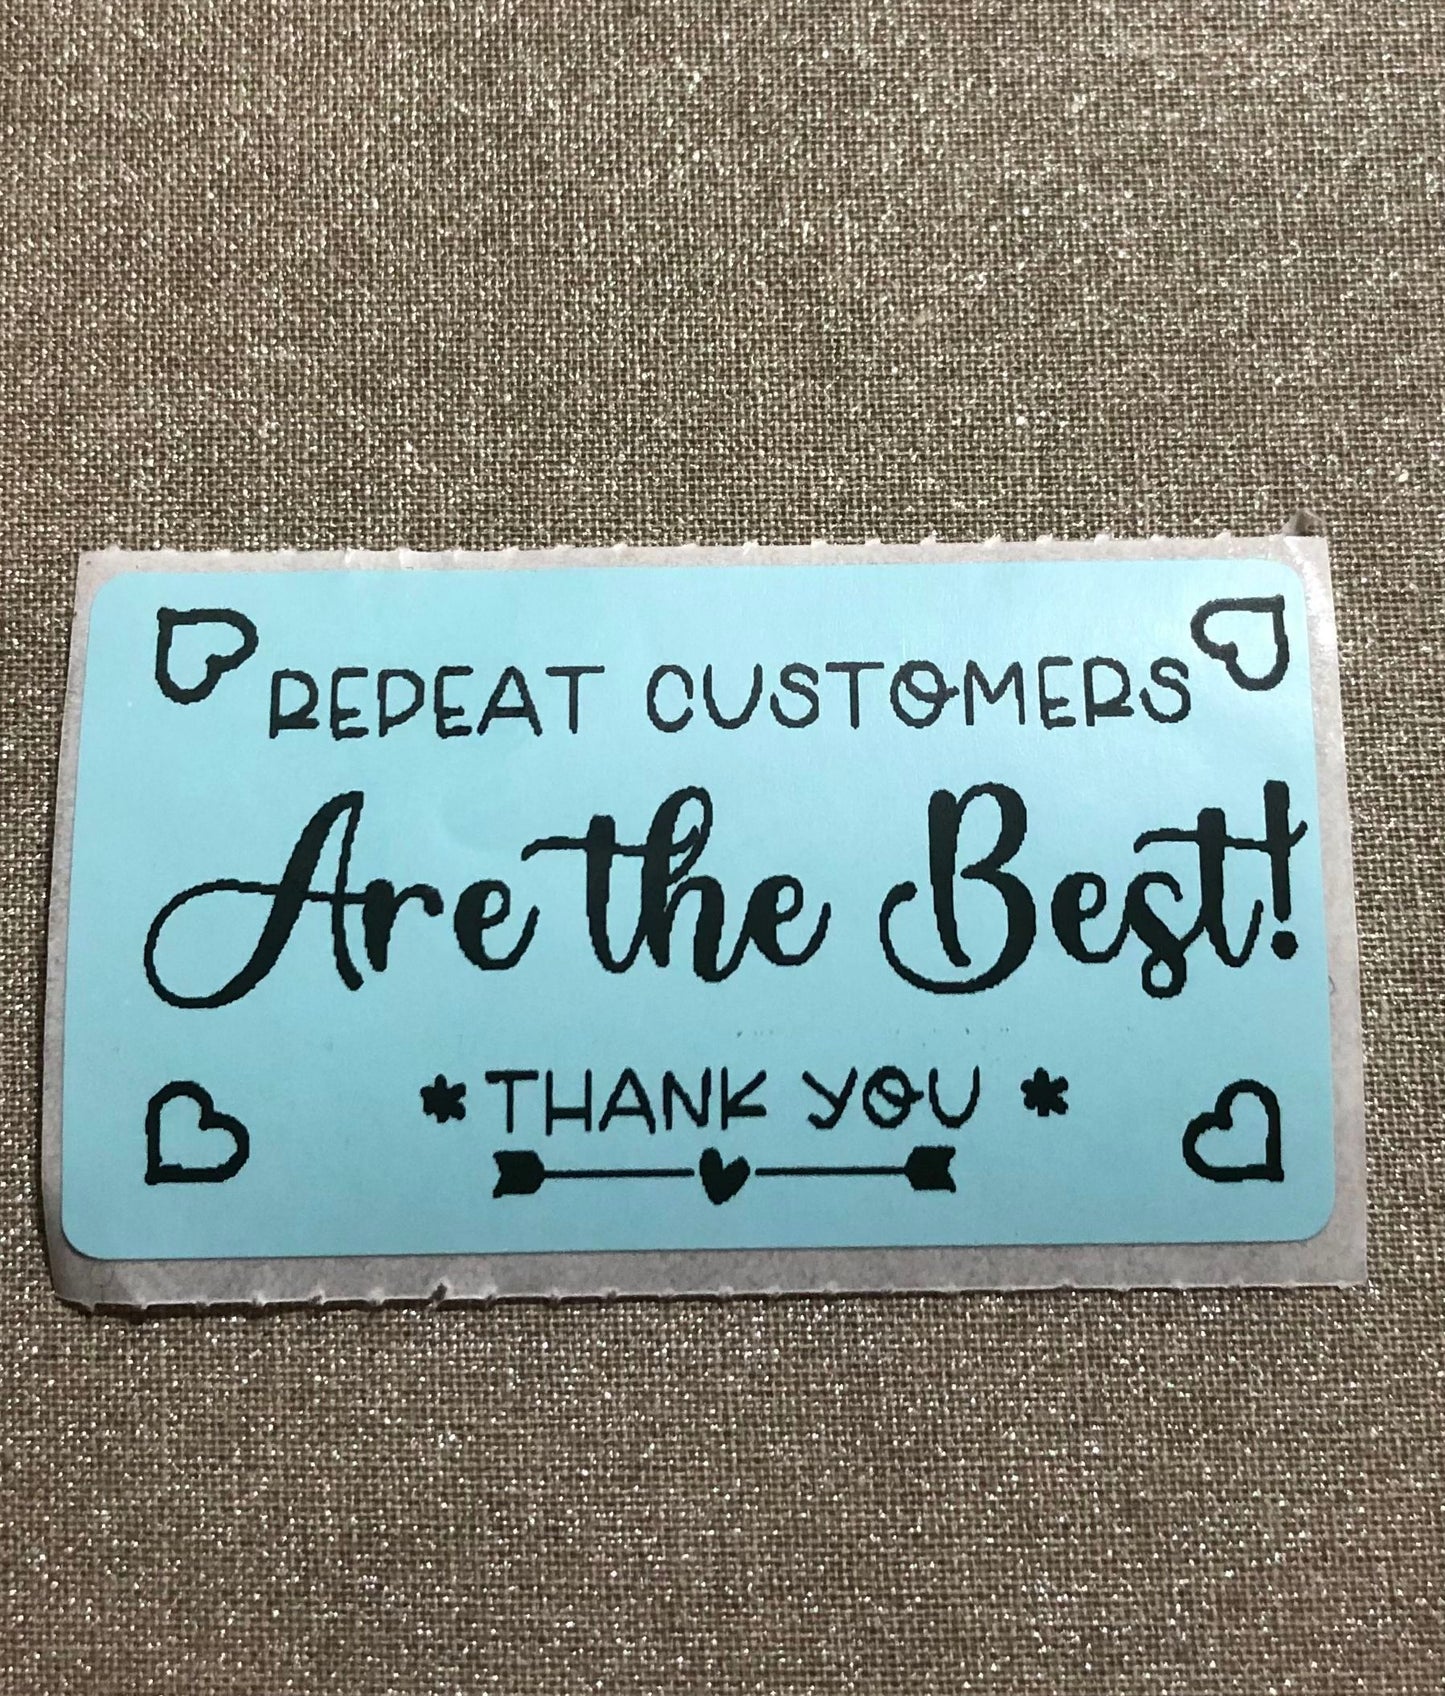 REPEAT CUSTOMERS
Are the Best!
*THANK YOU*